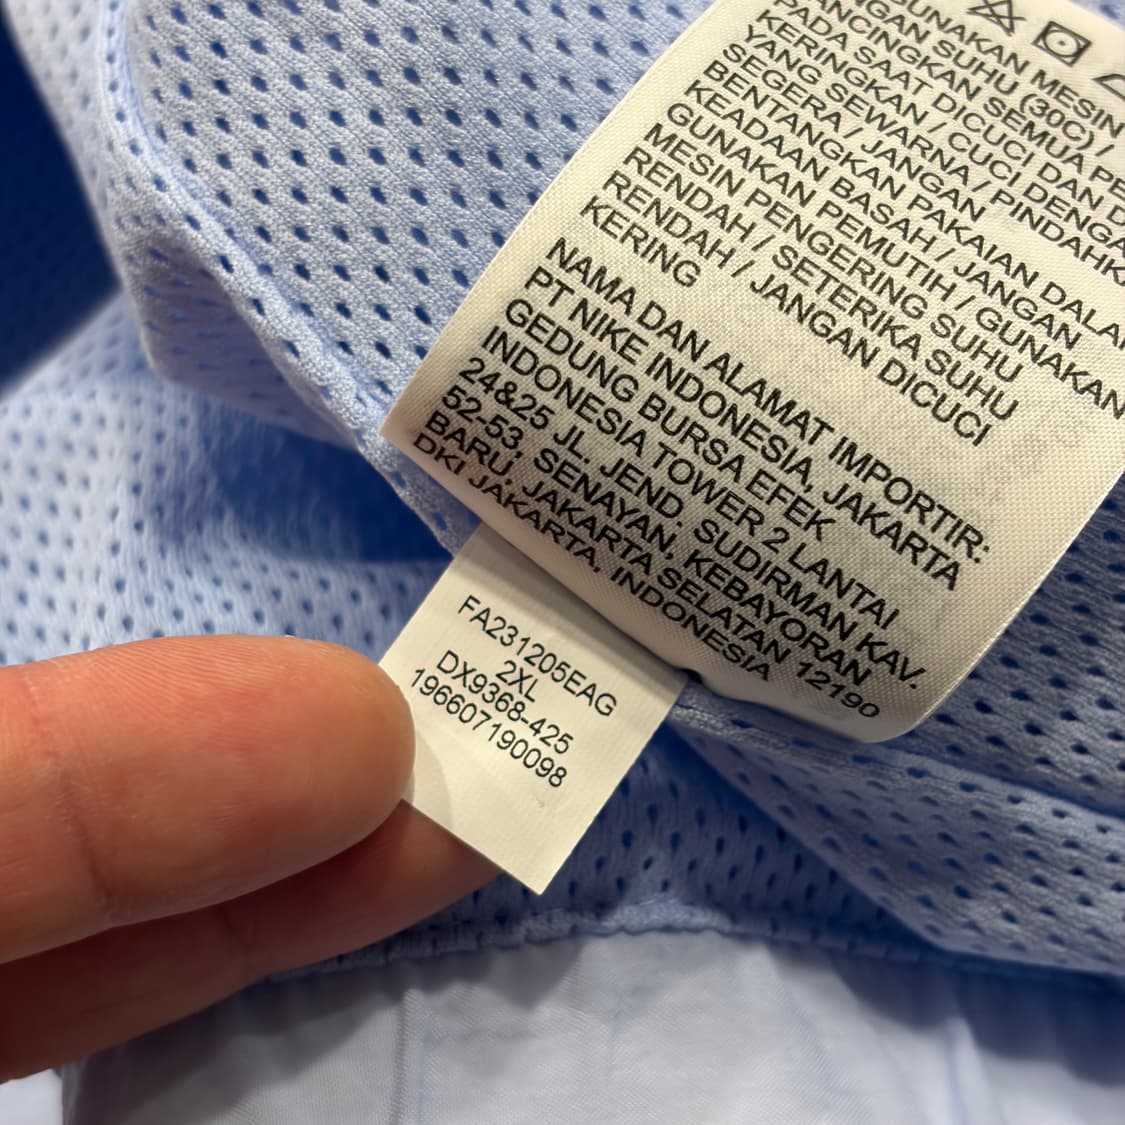 GUNAKAN MESIN
NGAN SUHU (30C) /
ANCINGKAN SEMUA PE
PADA SAAT DICUCI DAN D
KERINGKAN / CUCI DENGA
YANG SEWARNA / PINDAHK
SEGERA / JANGAN
BENTANGKAN PAKAIAN DALA
KEADAAN BASAH / JANGAN
GUNAKAN PEMUTIH / GUNAKAN
MESIN PENGERING SUHU
RENDAH / SETERIKA SUHU
RENDAH / JANGAN DICUCI
KERING
NAMA DAN ALAMAT IMPORTIR:
PT NIKE INDONESIA, JAKARTA
GEDUNG BURSA EFEK
INDONESIA TOWER 2 LANTAI
24&25 JL. JEND. SUDIRMAN KAV.
52-53, SENAYAN, KEBAYORAN
BARU, JAKARTA SELATAN 12190
DKI JAKARTA, INDONESIA
FA231205EAG
2XL
DX9368-425
196607190098